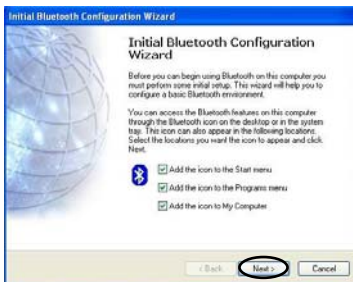 Initial Bluetooth Configuration Wizard
Initial Bluetooth Configuration
Wizard
Before you can begin using Bluetooth on this computer you
must perform some initial setup. This wizard will help you to
configure a basic Bluetooth environment.
You can access the Bluetooth features on this computer
through the Bluetooth icon on the desktop or in the system
tray. This icon can also appear in the following locations.
Select the locations you want the icon to appear and click
Next.
Add the icon to the Start menu
Add the icon to the Programs menu
Add the icon to My Computer
< Back
Next >
Cancel